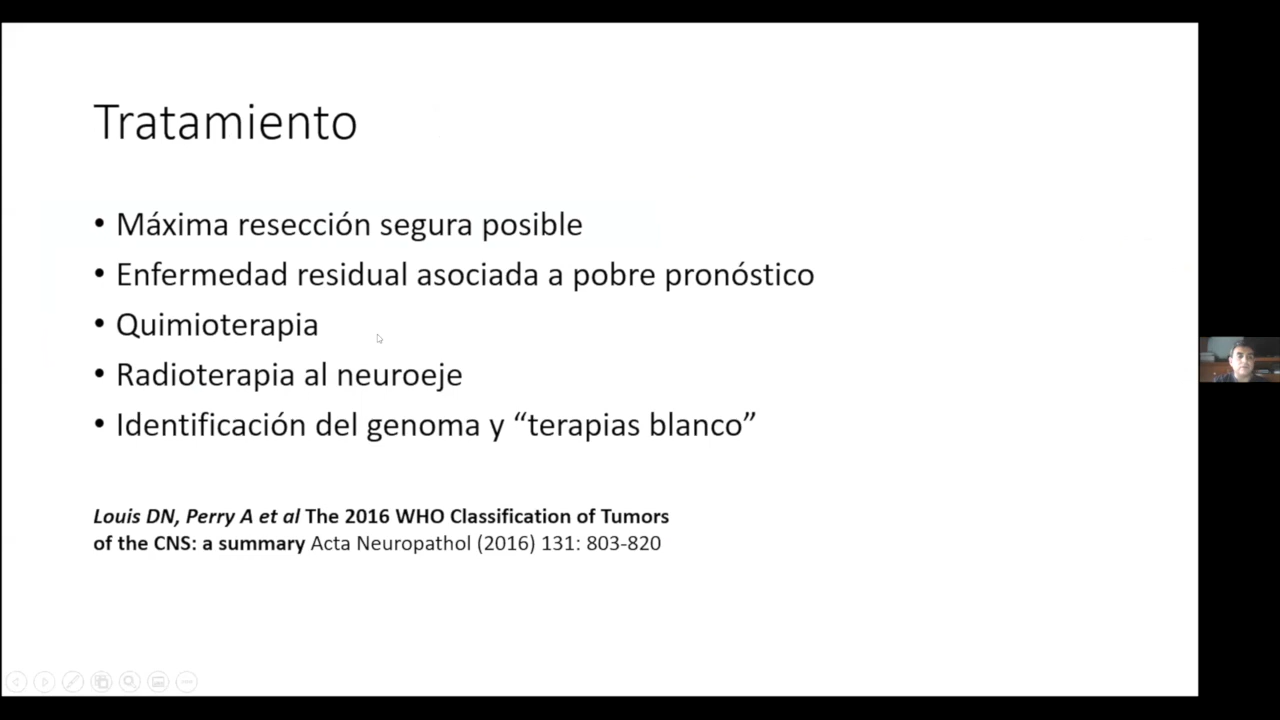 Tratamiento
• Máxima resección segura posible
• Enfermedad residual asociada a pobre pronóstico
• Quimioterapia
• Radioterapia al neuroeje
• Identificación del genoma y “terapias blanco”
Louis DN, Perry A et al The 2016 WHO Classification of Tumors
of the CNS: a summary Acta Neuropathol (2016) 131: 803-820